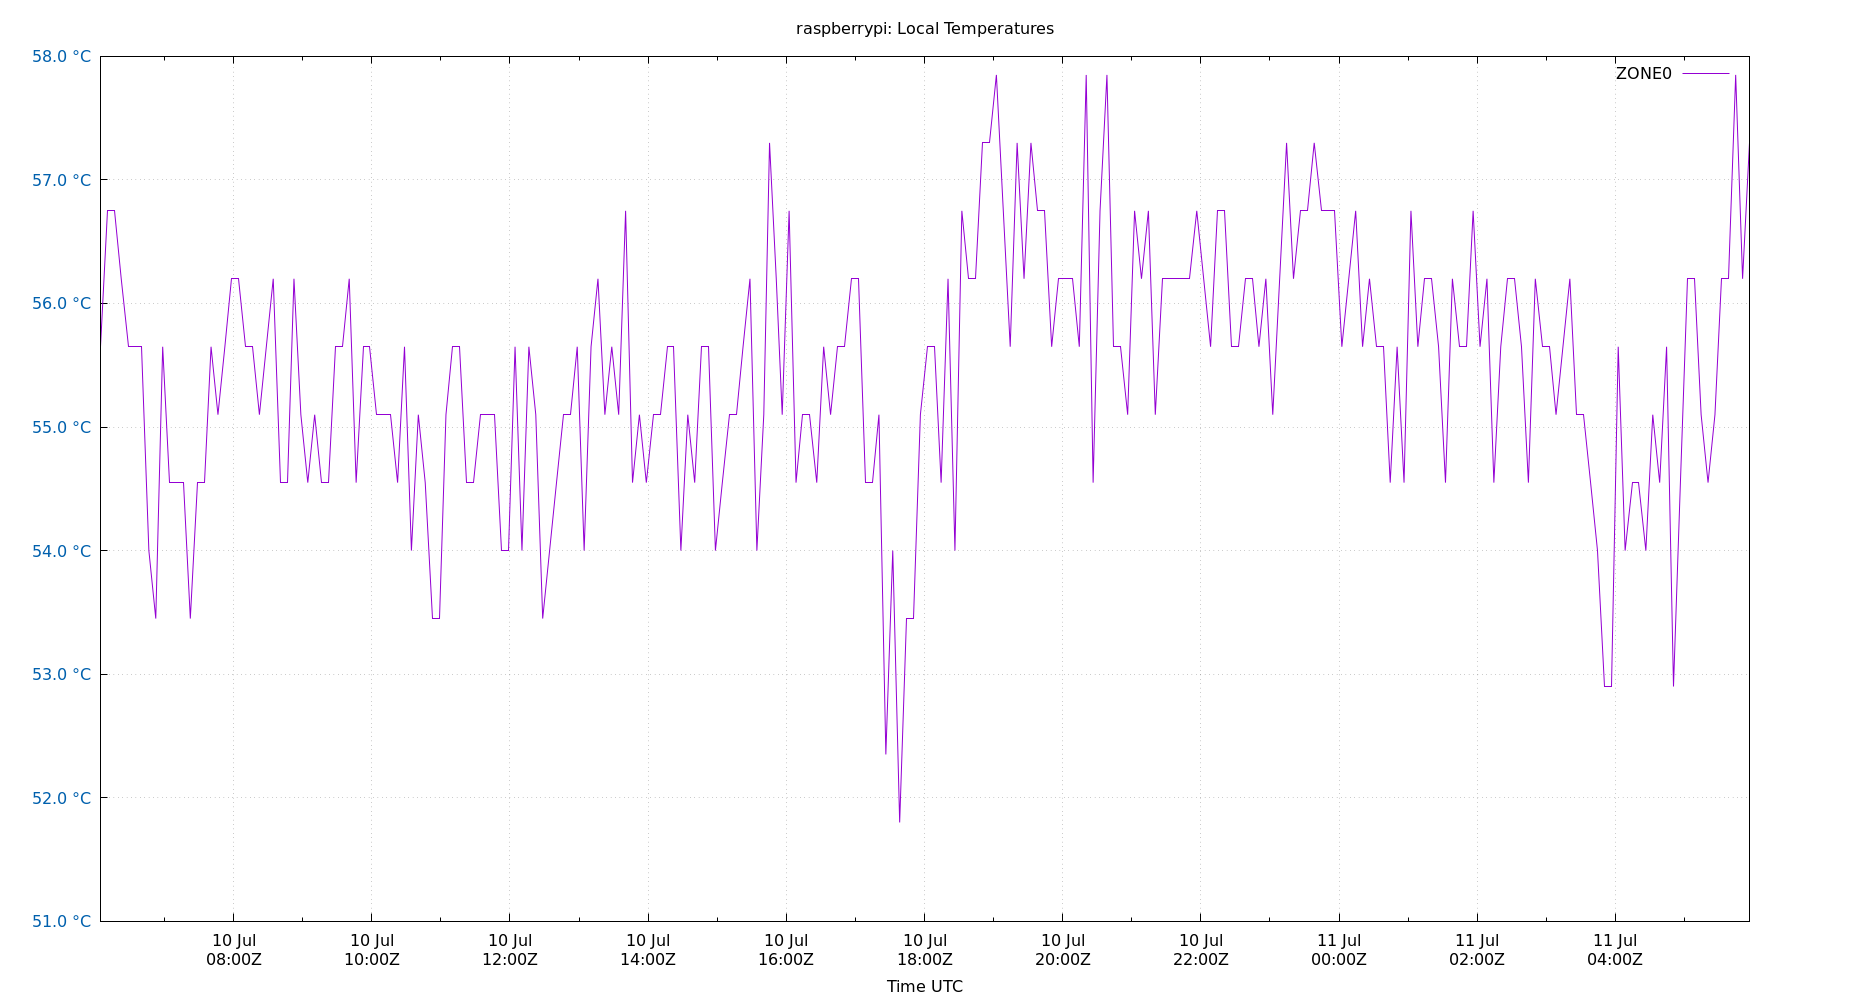 raspberrypi: Local Temperatures
58.0 °C
ZONE0
57.0 °C
56.0 °C
55.0 °C
54.0 °C
53.0 °C
52.0 °C
51.0 °C
10 Jul 10 Jul 10 Jul 10 Jul 10 Jul 10 Jul 10 Jul 10 Jul 11 Jul 11 Jul 11 Jul
08:00Z 10:00Z 12:00Z 14:00Z 16:00Z 18:00Z 20:00Z 22:00Z 00:00Z 02:00Z 04:00Z
Time UTC